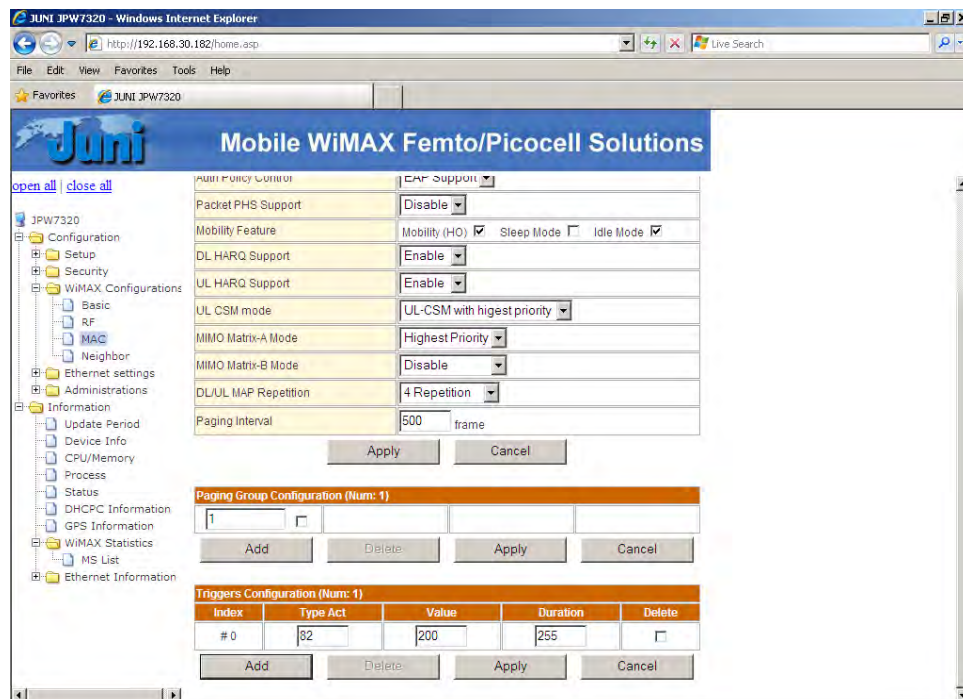 JUNI JPW7320 - Windows Internet Explorer
http://192.168.30.182/home.asp
Live Search
File Edit View Favorites Tools Help
Favorites
JUNI JPW7320
Juni
Mobile WiMAX Femto/Picocell Solutions
open all | close all
JPW7320
Configuration
Setup
Security
WiMAX Configurations
Basic
RF
MAC
Neighbor
Ethernet settings
Administrations
Information
Update Period
Device Info
CPU/Memory
Process
Status
DHCPC Information
GPS Information
WiMAX Statistics
MS List
Ethernet Information
Auth Policy Control EAP Support
Packet PHS Support Disable
Mobility Feature Mobility (HO) Sleep Mode Idle Mode
DL HARQ Support Enable
UL HARQ Support Enable
UL CSM mode UL-CSM with higest priority
MIMO Matrix-A Mode Highest Priority
MIMO Matrix-B Mode Disable
DL/UL MAP Repetition 4 Repetition
Paging Interval 500 frame
Apply Cancel
Paging Group Configuration (Num: 1)
1
Add Delete Apply Cancel
Triggers Configuration (Num: 1)
Index Type Act Value Duration Delete
# 0 82 200 255
Add Delete Apply Cancel